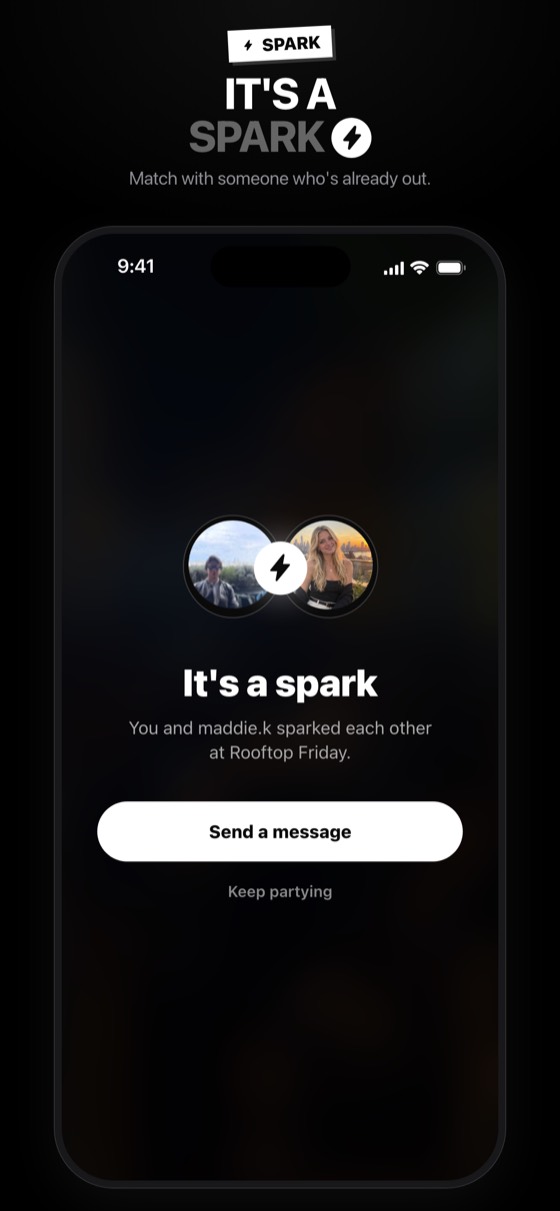 SPARK
IT'S A
SPARK
Match with someone who's already out.
9:41
It's a spark
You and maddie.k sparked each other
at Rooftop Friday.
Send a message
Keep partying